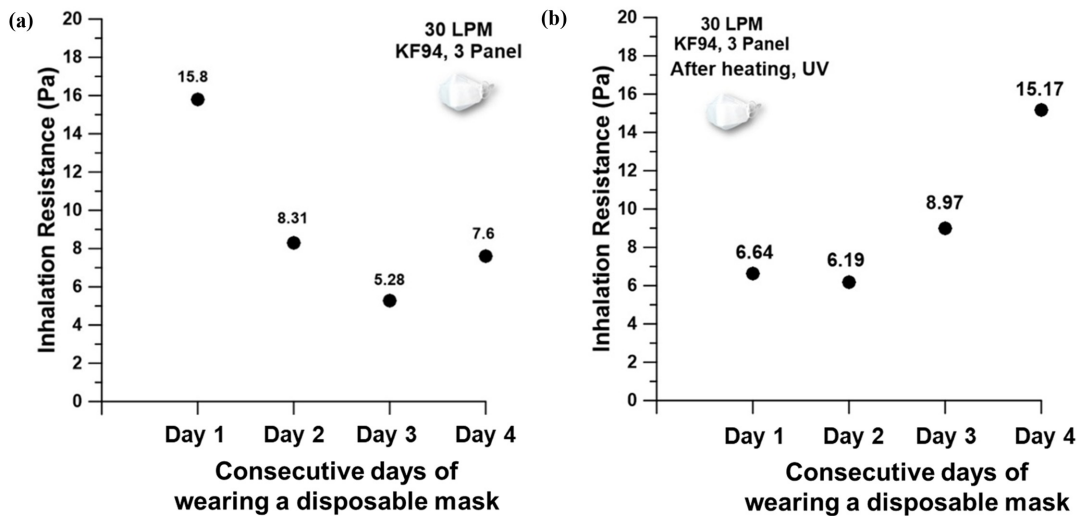 (a)
20
18
16
14
12
10
8
6
4
2
0
Inhalation Resistance (Pa)
30 LPM
KF94, 3 Panel
15.8
8.31
5.28
7.6
Day 1 Day 2 Day 3 Day 4
Consecutive days of
wearing a disposable mask
(b)
20
18
16
14
12
10
8
6
4
2
0
Inhalation Resistance (Pa)
30 LPM
KF94, 3 Panel
After heating, UV
6.64
6.19
8.97
15.17
Day 1 Day 2 Day 3 Day 4
Consecutive days of
wearing a disposable mask